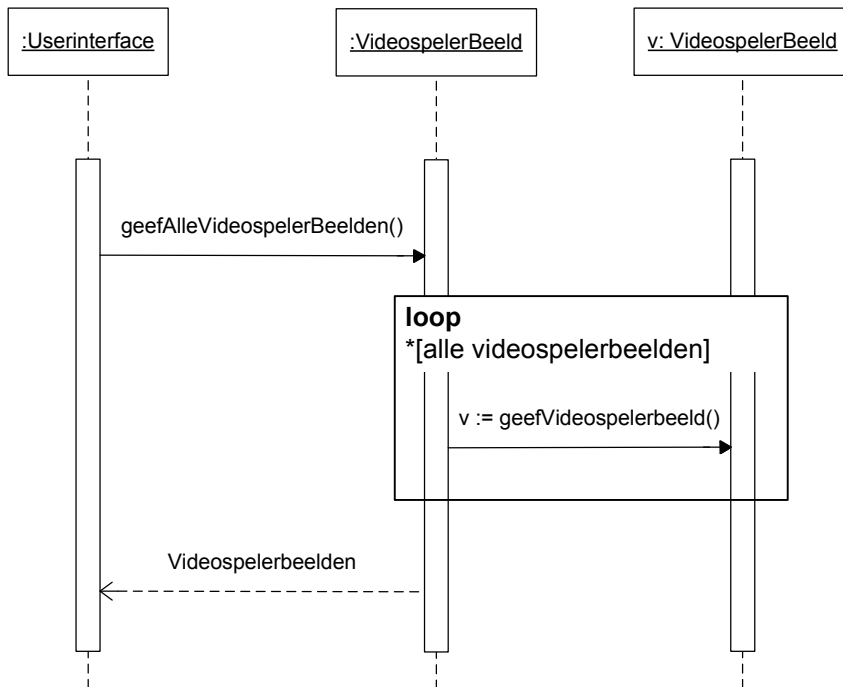 :Userinterface
:VideospelerBeeld
v: VideospelerBeeld
geefAlleVideospelerBeelden()
loop
*[alle videospelerbeelden]
v := geefVideospelerbeeld()
Videospelerbeelden